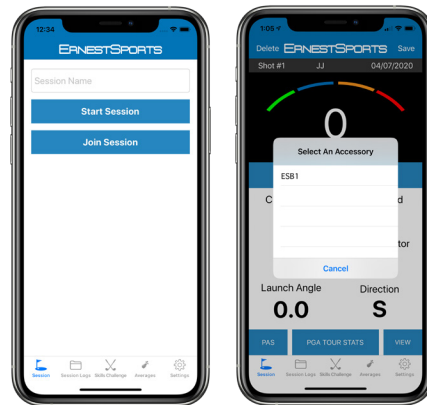 12:34
ERNESTSPORTS
Session Name
Start Session
Join Session
Session
Session Logs
Skills Challenge
Averages
Settings
1:05
Delete ERNESTSPORTS Save
Shot #1 JJ 04/07/2020
0
Select An Accessory
ESB1
C d
tor
Cancel
Launch Angle Direction
0.0 S
PAS PGA TOUR STATS VIEW
Session
Session Logs
Skills Challenge
Averages
Settings